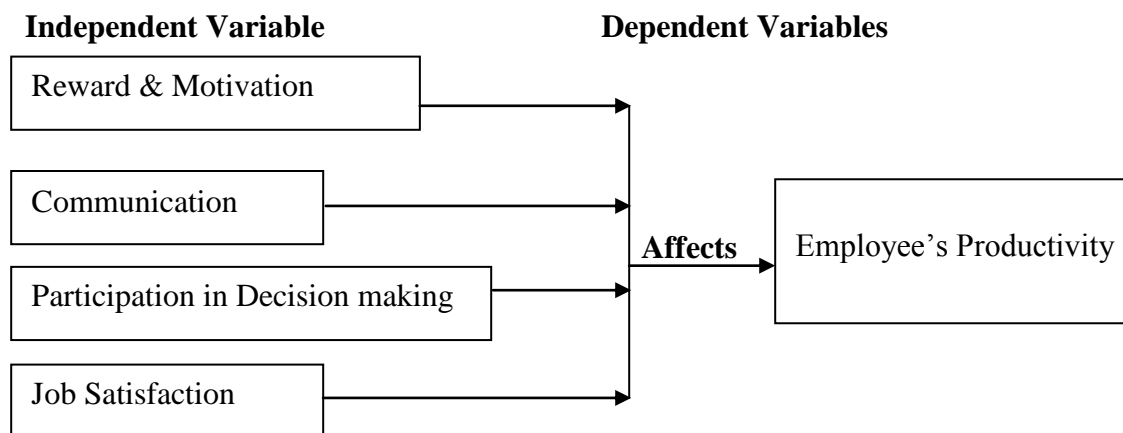 Independent Variable
Dependent Variables
Reward & Motivation
Communication
Participation in Decision making
Job Satisfaction
Affects
Employee’s Productivity